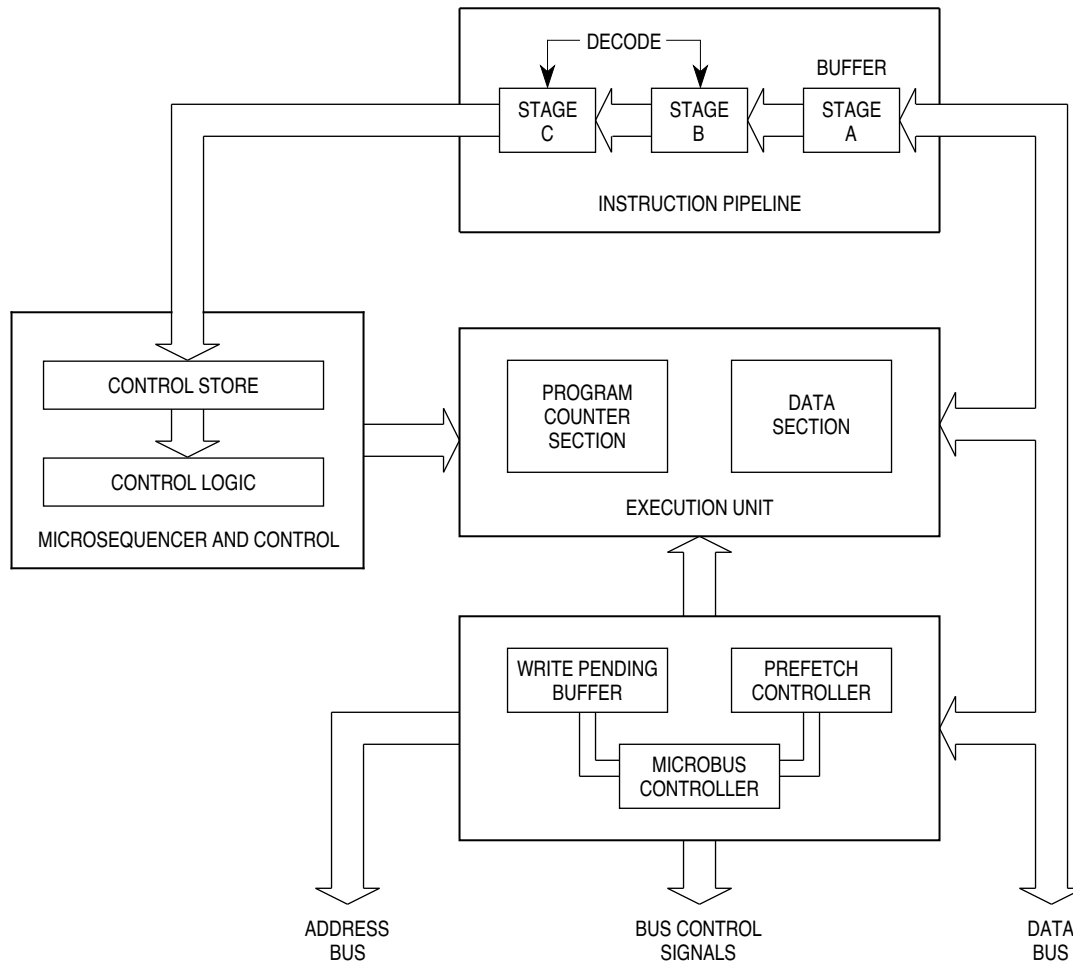 DECODE
BUFFER
STAGE
C
STAGE
B
STAGE
A
INSTRUCTION PIPELINE
CONTROL STORE
CONTROL LOGIC
MICROSEQUENCER AND CONTROL
PROGRAM
COUNTER
SECTION
DATA
SECTION
EXECUTION UNIT
WRITE PENDING
BUFFER
PREFETCH
CONTROLLER
MICROBUS
CONTROLLER
ADDRESS
BUS
BUS CONTROL
SIGNALS
DATA
BUS